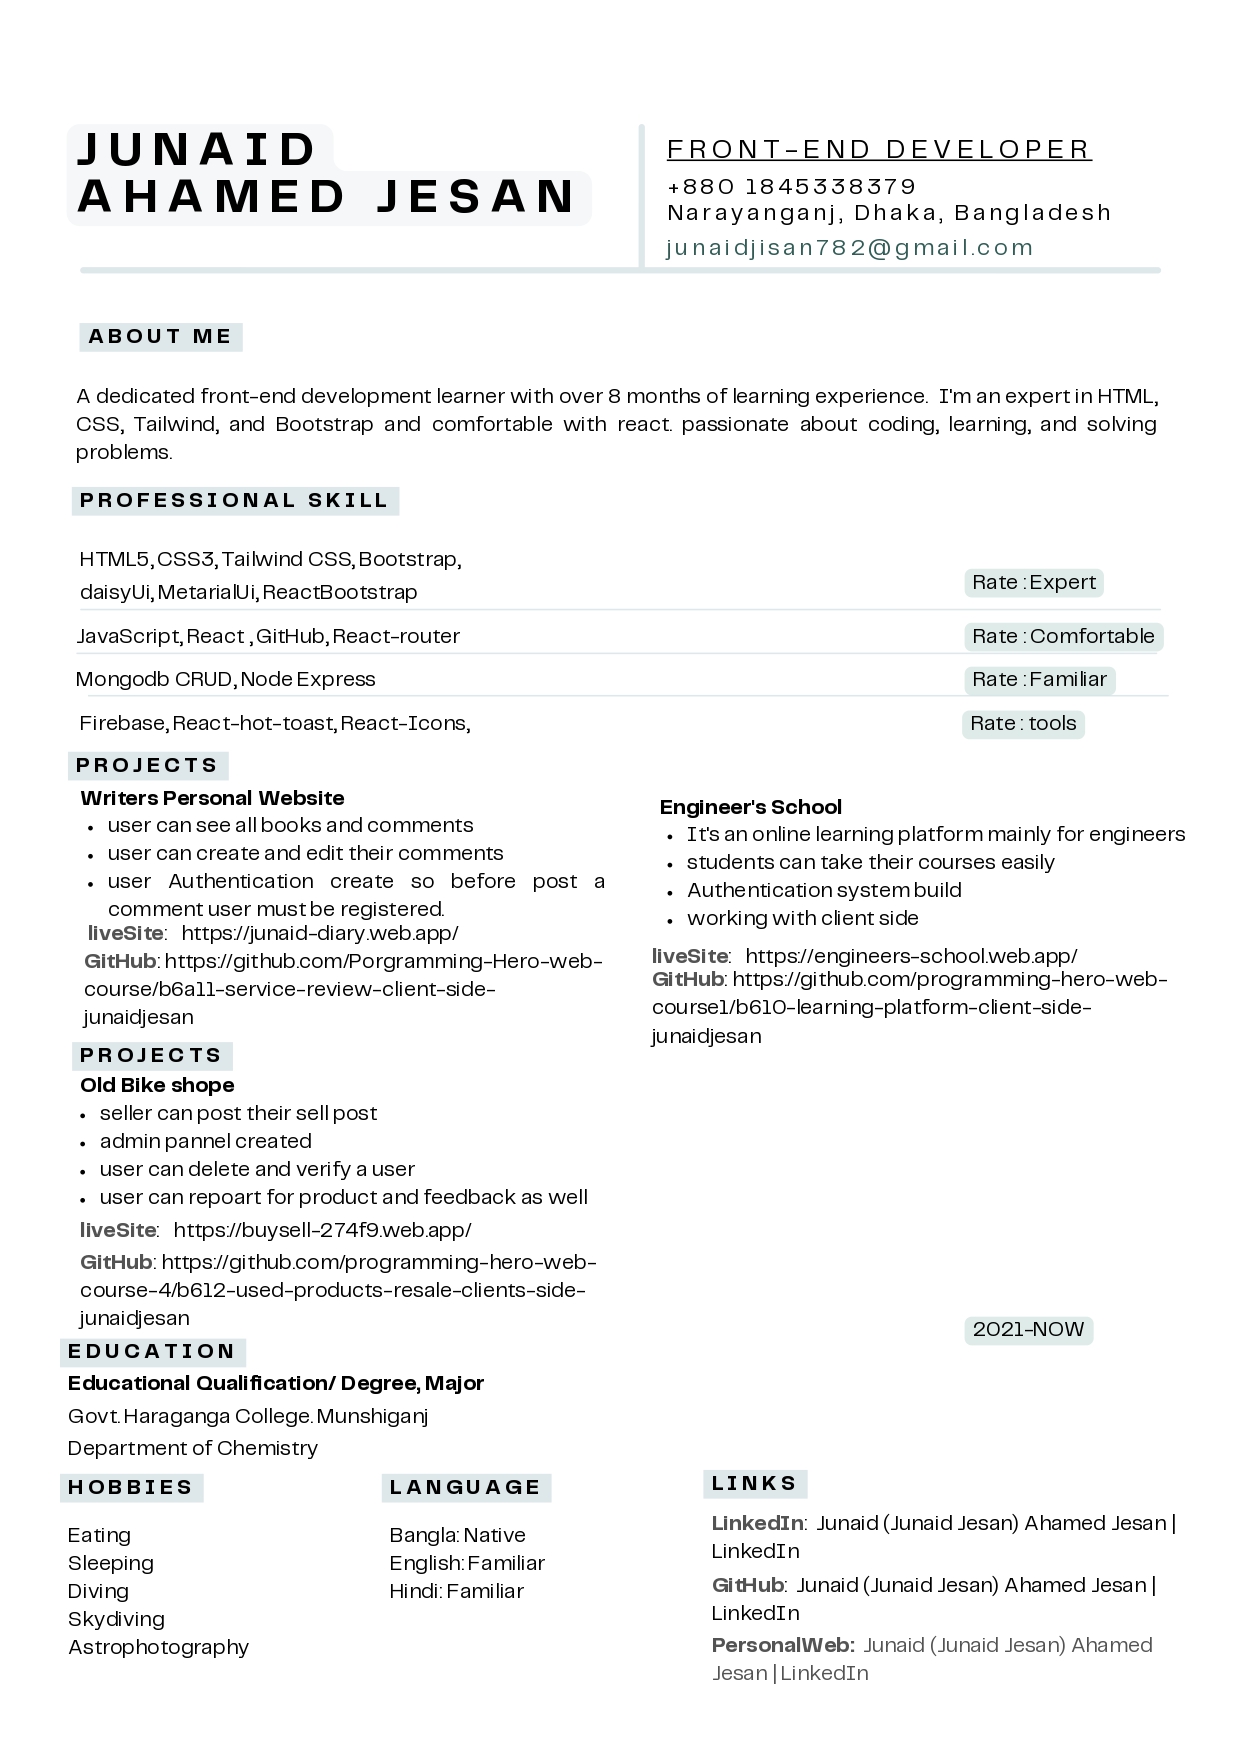 JUNAID
AHAMED JESAN
FRONT-END DEVELOPER
+880 1845338379
Narayanganj, Dhaka, Bangladesh
junaidjisan782@gmail.com
ABOUT ME
A dedicated front-end development learner with over 8 months of learning experience. I'm an expert in HTML,
CSS, Tailwind, and Bootstrap and comfortable with react. passionate about coding, learning, and solving
problems.
PROFESSIONAL SKILL
HTML5, CSS3, Tailwind CSS, Bootstrap,
daisyUi, MetarialUi, ReactBootstrap
Rate : Expert
JavaScript, React , GitHub, React-router
Rate : Comfortable
Mongodb CRUD, Node Express
Rate : Familiar
Firebase, React-hot-toast, React-Icons,
Rate : tools
PROJECTS
Writers Personal Website
• user can see all books and comments
• user can create and edit their comments
• user Authentication create so before post a
comment user must be registered.
liveSite: https://junaid-diary.web.app/
GitHub: https://github.com/Porgramming-Hero-web-
course/b6a11-service-review-client-side-
junaidjesan
Engineer's School
• It's an online learning platform mainly for engineers
• students can take their courses easily
• Authentication system build
• working with client side
liveSite: https://engineers-school.web.app/
GitHub: https://github.com/programming-hero-web-
course1/b610-learning-platform-client-side-
junaidjesan
PROJECTS
Old Bike shope
• seller can post their sell post
• admin pannel created
• user can delete and verify a user
• user can repoart for product and feedback as well
liveSite: https://buysell-274f9.web.app/
GitHub: https://github.com/programming-hero-web-
course-4/b612-used-products-resale-clients-side-
junaidjesan
2021-NOW
EDUCATION
Educational Qualification/ Degree, Major
Govt. Haraganga College. Munshiganj
Department of Chemistry
HOBBIES
Eating
Sleeping
Diving
Skydiving
Astrophotography
LANGUAGE
Bangla: Native
English: Familiar
Hindi: Familiar
LINKS
LinkedIn: Junaid (Junaid Jesan) Ahamed Jesan |
LinkedIn
GitHub: Junaid (Junaid Jesan) Ahamed Jesan |
LinkedIn
PersonalWeb: Junaid (Junaid Jesan) Ahamed
Jesan | LinkedIn